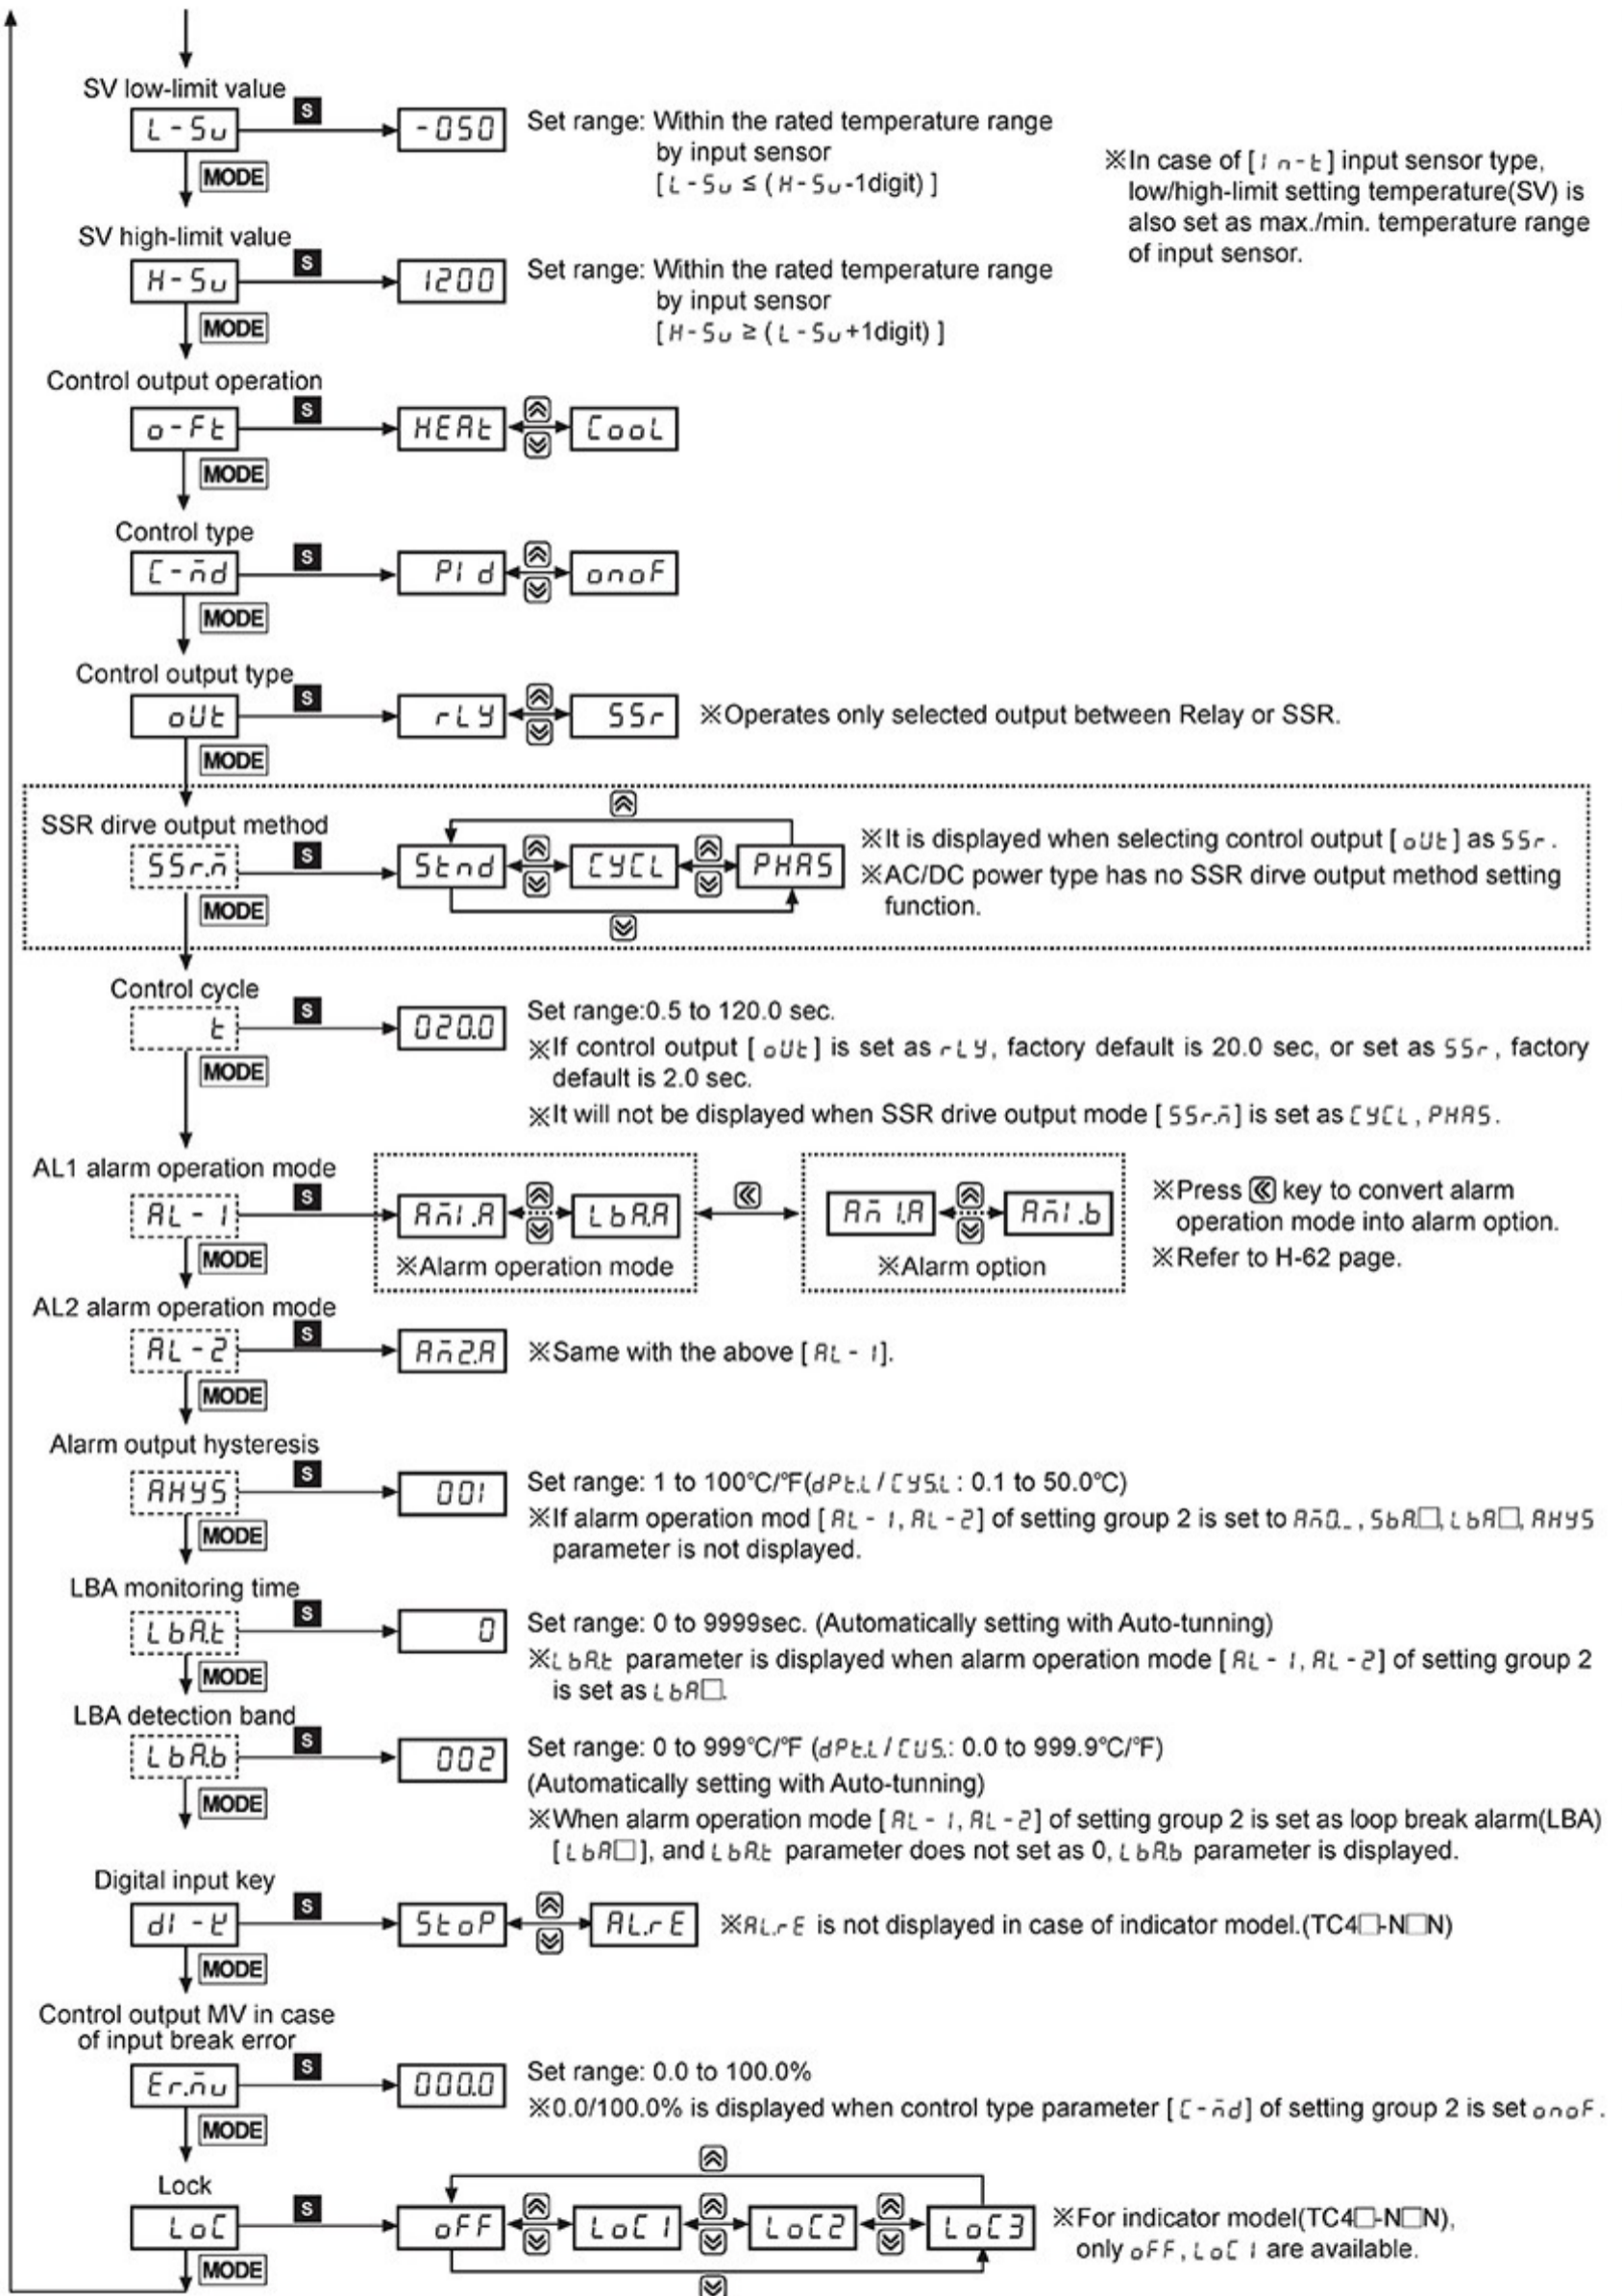 SV low-limit value
S
L-Su
-050
Set range: Within the rated temperature range
by input sensor
[L-Su ≤ (H-Su-1digit)]
MODE
※In case of [In-t] input sensor type,
low/high-limit setting temperature(SV) is
also set as max./min. temperature range
of input sensor.
SV high-limit value
S
H-Su
1200
Set range: Within the rated temperature range
by input sensor
[H-Su ≥ (L-Su+1digit)]
MODE
Control output operation
S
o-Ft
HEAt
CooL
MODE
Control type
S
C-md
PId
onoF
MODE
Control output type
S
oUt
rLY
SSr
※Operates only selected output between Relay or SSR.
MODE
SSR dirve output method
S
SSr.m
Stnd
CYCL
PHAS
※It is displayed when selecting control output [oUt] as SSr.
※AC/DC power type has no SSR dirve output method setting
function.
MODE
Control cycle
S
t
020.0
Set range:0.5 to 120.0 sec.
※If control output [oUt] is set as rLY, factory default is 20.0 sec, or set as SSr, factory
default is 2.0 sec.
※It will not be displayed when SSR drive output mode [SSr.m] is set as CYCL, PHAS.
MODE
AL1 alarm operation mode
S
AL-1
Am1.A
LbA.A
※Alarm operation mode
Am1.A
Am1.b
※Alarm option
※Press key to convert alarm
operation mode into alarm option.
※Refer to H-62 page.
MODE
AL2 alarm operation mode
S
AL-2
Am2.A
※Same with the above [AL-1].
MODE
Alarm output hysteresis
S
AHYS
001
Set range: 1 to 100°C/°F(dPt.L/CYS.L: 0.1 to 50.0°C)
※If alarm operation mod [AL-1, AL-2] of setting group 2 is set to Am0._, SbA.□, LbA□, AHYS
parameter is not displayed.
MODE
LBA monitoring time
S
LbA.t
0
Set range: 0 to 9999sec. (Automatically setting with Auto-tunning)
※LbA.t parameter is displayed when alarm operation mode [AL-1, AL-2] of setting group 2
is set as LbA□.
MODE
LBA detection band
S
LbA.b
002
Set range: 0 to 999°C/°F (dPt.L/CUS.: 0.0 to 999.9°C/°F)
(Automatically setting with Auto-tunning)
※When alarm operation mode [AL-1, AL-2] of setting group 2 is set as loop break alarm(LBA)
[LbA□], and LbA.t parameter does not set as 0, LbA.b parameter is displayed.
MODE
Digital input key
S
dI-K
StoP
AL.rE
※AL.rE is not displayed in case of indicator model.(TC4□-N□N)
MODE
Control output MV in case
of input break error
S
Er.mu
000.0
Set range: 0.0 to 100.0%
※0.0/100.0% is displayed when control type parameter [C-md] of setting group 2 is set onoF.
MODE
Lock
S
LoC
oFF
LoC1
LoC2
LoC3
※For indicator model(TC4□-N□N),
only oFF, LoC1 are available.
MODE